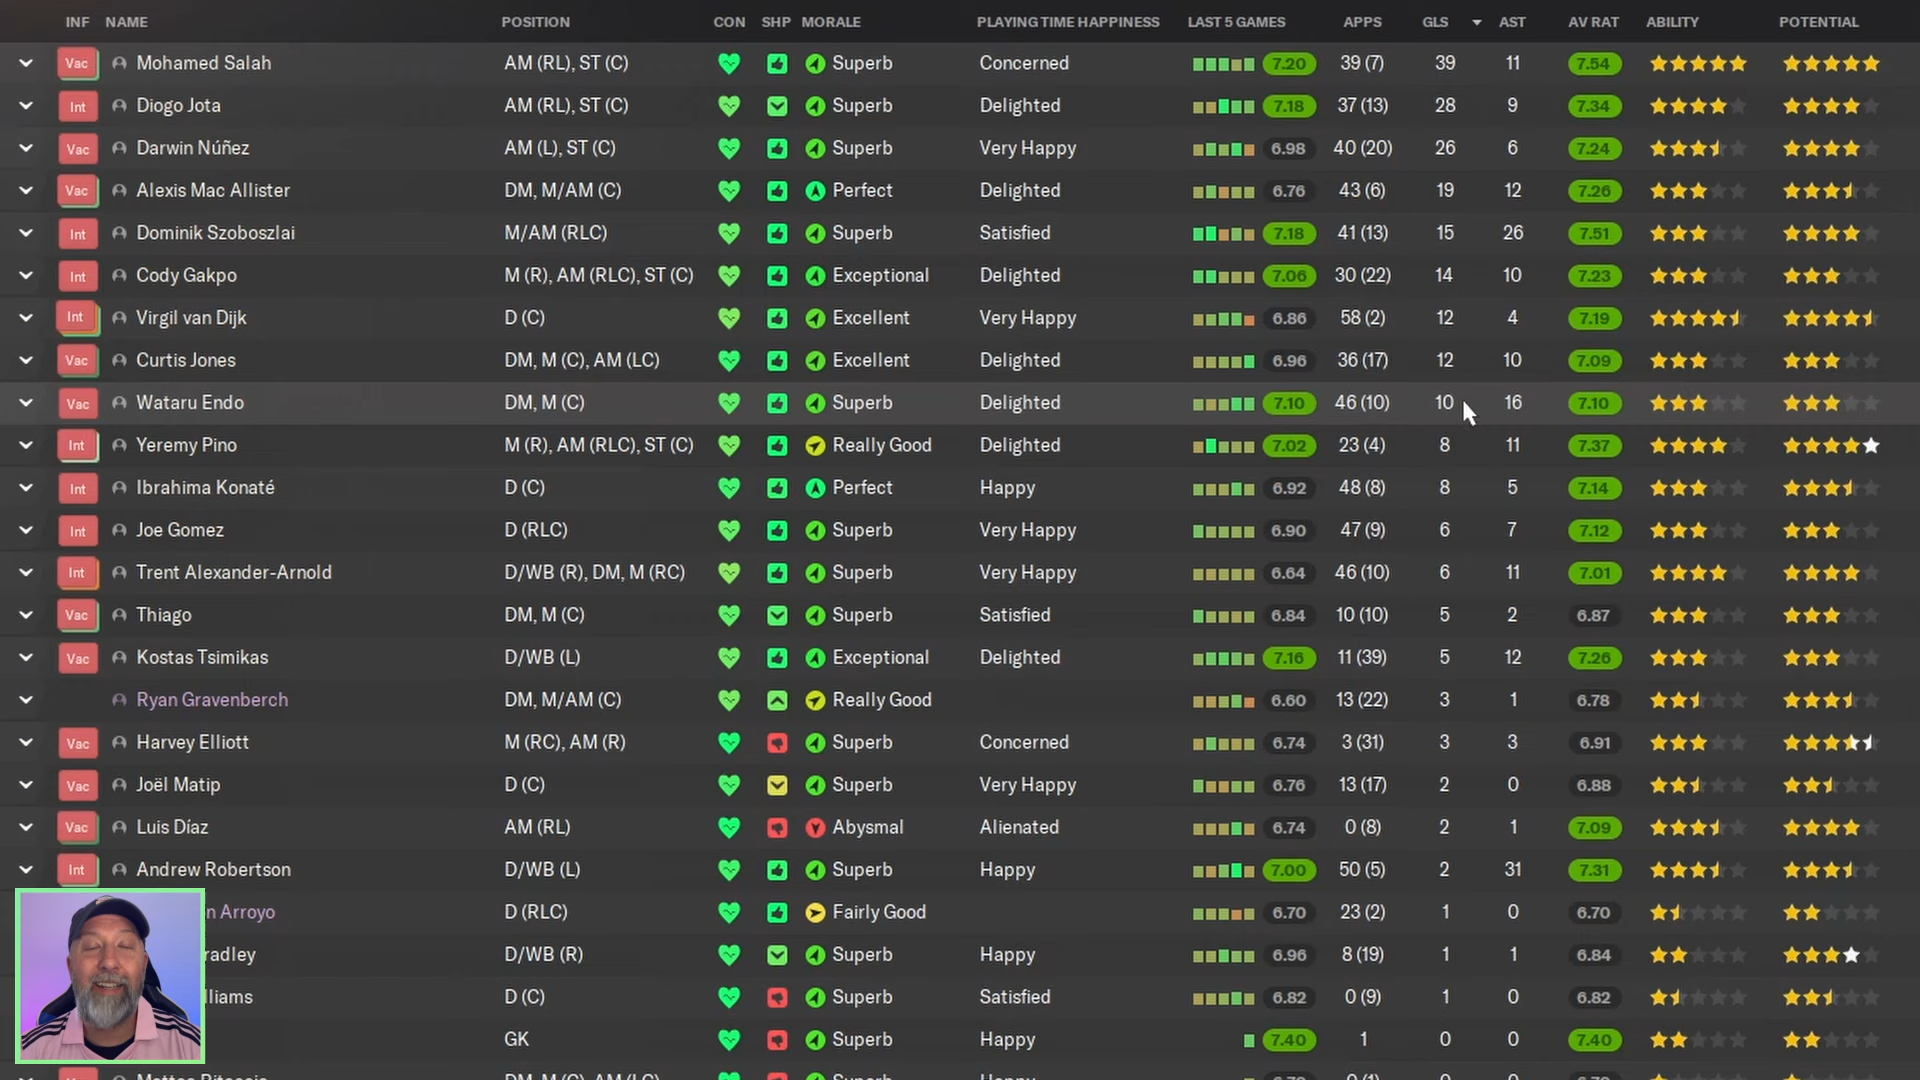 INF NAME POSITION CON SHP MORALE PLAYING TIME HAPPINESS LAST 5 GAMES APPS GLS AST AV RAT ABILITY POTENTIAL
Vac Mohamed Salah AM (RL), ST (C) Superb Concerned 7.20 39 (7) 39 11 7.54
Int Diogo Jota AM (RL), ST (C) Superb Delighted 7.18 37 (13) 28 9 7.34
Vac Darwin Núñez AM (L), ST (C) Superb Very Happy 6.98 40 (20) 26 6 7.24
Vac Alexis Mac Allister DM, M/AM (C) Perfect Delighted 6.76 43 (6) 19 12 7.26
Int Dominik Szoboszlai M/AM (RLC) Superb Satisfied 7.18 41 (13) 15 26 7.51
Int Cody Gakpo M (R), AM (RLC), ST (C) Exceptional Delighted 7.06 30 (22) 14 10 7.23
Int Virgil van Dijk D (C) Excellent Very Happy 6.86 58 (2) 12 4 7.19
Vac Curtis Jones DM, M (C), AM (LC) Excellent Delighted 6.96 36 (17) 12 10 7.09
Vac Wataru Endo DM, M (C) Superb Delighted 7.10 46 (10) 10 16 7.10
Int Yeremy Pino M (R), AM (RLC), ST (C) Really Good Delighted 7.02 23 (4) 8 11 7.37
Int Ibrahima Konaté D (C) Perfect Happy 6.92 48 (8) 8 5 7.14
Int Joe Gomez D (RLC) Superb Very Happy 6.90 47 (9) 6 7 7.12
Int Trent Alexander-Arnold D/WB (R), DM, M (RC) Superb Very Happy 6.64 46 (10) 6 11 7.01
Vac Thiago DM, M (C) Superb Satisfied 6.84 10 (10) 5 2 6.87
Vac Kostas Tsimikas D/WB (L) Exceptional Delighted 7.16 11 (39) 5 12 7.26
Ryan Gravenberch DM, M/AM (C) Really Good 6.60 13 (22) 3 1 6.78
Vac Harvey Elliott M (RC), AM (R) Superb Concerned 6.74 3 (31) 3 3 6.91
Vac Joël Matip D (C) Superb Very Happy 6.76 13 (17) 2 0 6.88
Vac Luis Díaz AM (RL) Abysmal Alienated 6.74 0 (8) 2 1 7.09
Int Andrew Robertson D/WB (L) Superb Happy 7.00 50 (5) 2 31 7.31
n Arroyo D (RLC) Fairly Good 6.70 23 (2) 1 0 6.70
radley D/WB (R) Superb Happy 6.96 8 (19) 1 1 6.84
lliams D (C) Superb Satisfied 6.82 0 (9) 1 0 6.82
GK Superb Happy 7.40 1 0 0 7.40